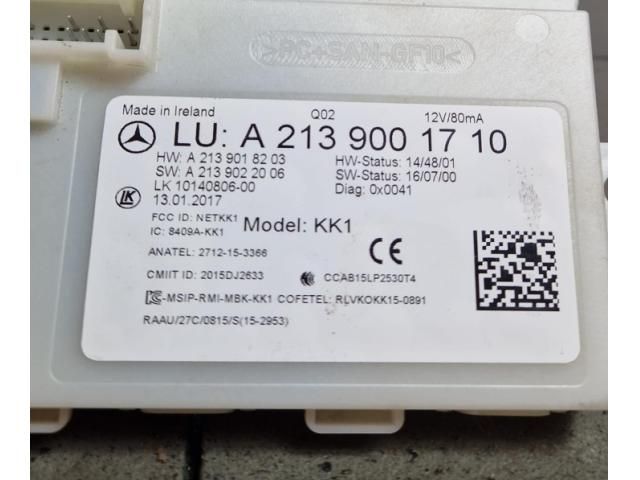 >PC+SAN-GF10<
Made in Ireland Q02 12V/80mA
LU: A 213 900 17 10
HW: A 213 901 82 03 HW-Status: 14/48/01
SW: A 213 902 20 06 SW-Status: 16/07/00
LK 10140806-00 Diag: 0x0041
LK 13.01.2017
FCC ID: NETKK1
IC: 8409A-KK1 Model: KK1
CE
ANATEL: 2712-15-3366
CMIIT ID: 2015DJ2633 CCAB15LP2530T4
-MSIP-RMI-MBK-KK1 COFETEL: RLVKOKK15-0891
RAAU/27C/0815/S(15-2953)